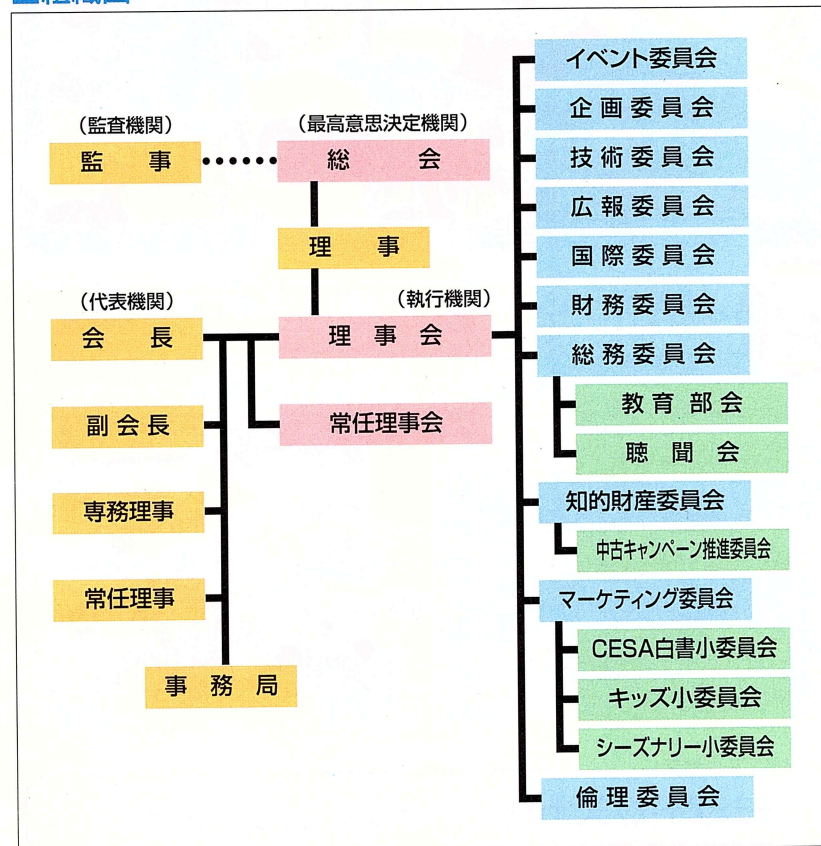 (監査機関)
監事
(最高意思決定機関)
総会
理事
(代表機関)
会長
(執行機関)
理事会
副会長
常任理事会
専務理事
常任理事
事務局
イベント委員会
企画委員会
技術委員会
広報委員会
国際委員会
財務委員会
総務委員会
教育部会
聴聞会
知的財産委員会
中古キャンペーン推進委員会
マーケティング委員会
CESA白書小委員会
キッズ小委員会
シーズナリー小委員会
倫理委員会